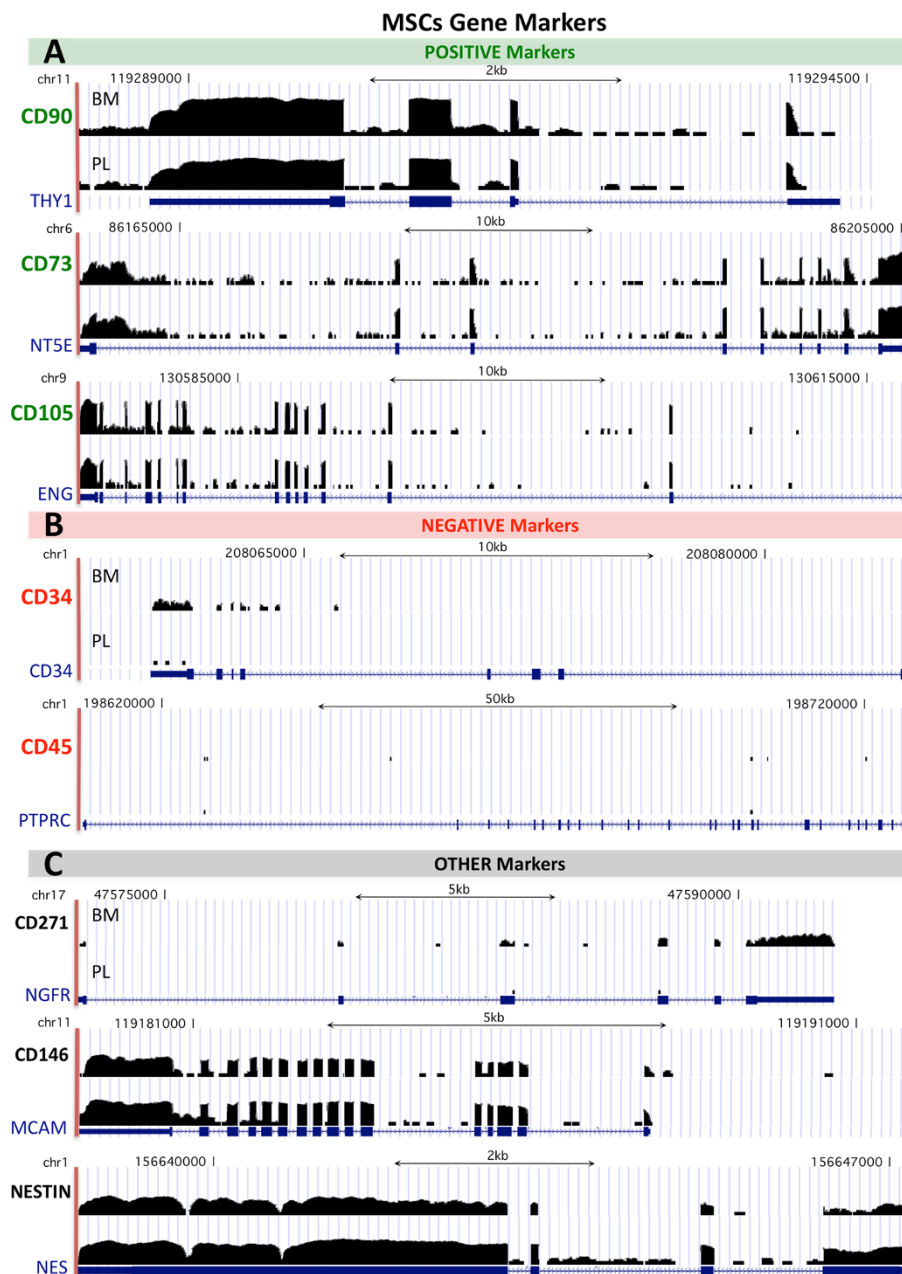 MSCs Gene Markers
A POSITIVE Markers
chr11 119289000 2kb 119294500
BM
CD90
PL
THY1
chr6 86165000 10kb 86205000
CD73
NT5E
chr9 130585000 10kb 130615000
CD105
ENG
B NEGATIVE Markers
chr1 208065000 10kb 208080000
BM
CD34
PL
CD34
chr1 198620000 50kb 198720000
CD45
PTPRC
C OTHER Markers
chr17 47575000 5kb 47590000
CD271 BM
PL
NGFR
chr11 119181000 5kb 119191000
CD146
MCAM
chr1 156640000 2kb 156647000
NESTIN
NES